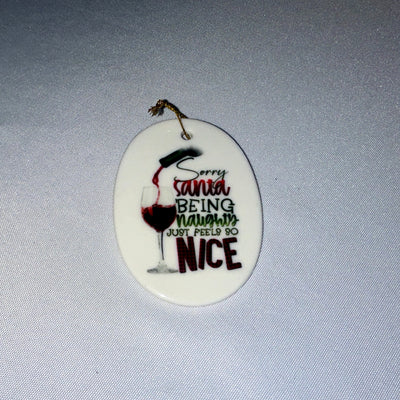 Sorry
santa
BEING
naughty
JUST FEELS SO
NICE